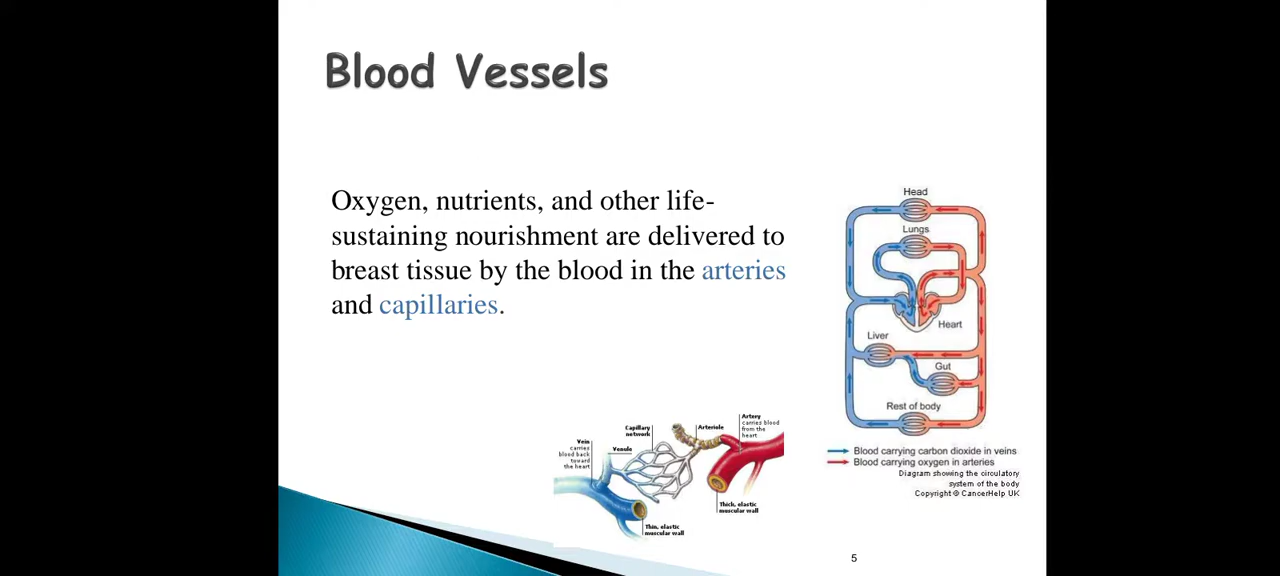 Blood Vessels
Oxygen, nutrients, and other life-
sustaining nourishment are delivered to
breast tissue by the blood in the arteries
and capillaries.
Head
Lungs
Heart
Liver
Gut
Rest of body
Blood carrying carbon dioxide in veins
Blood carrying oxygen in arteries
Diagram showing the circulatory
system of the body
Copyright © CancerHelp UK
Vein
carries
blood back
toward
the heart
Venule
Capillary
network
Arteriole
Artery
carries blood
from the
heart
Thick, elastic
muscular wall
Thin, elastic
muscular wall
5